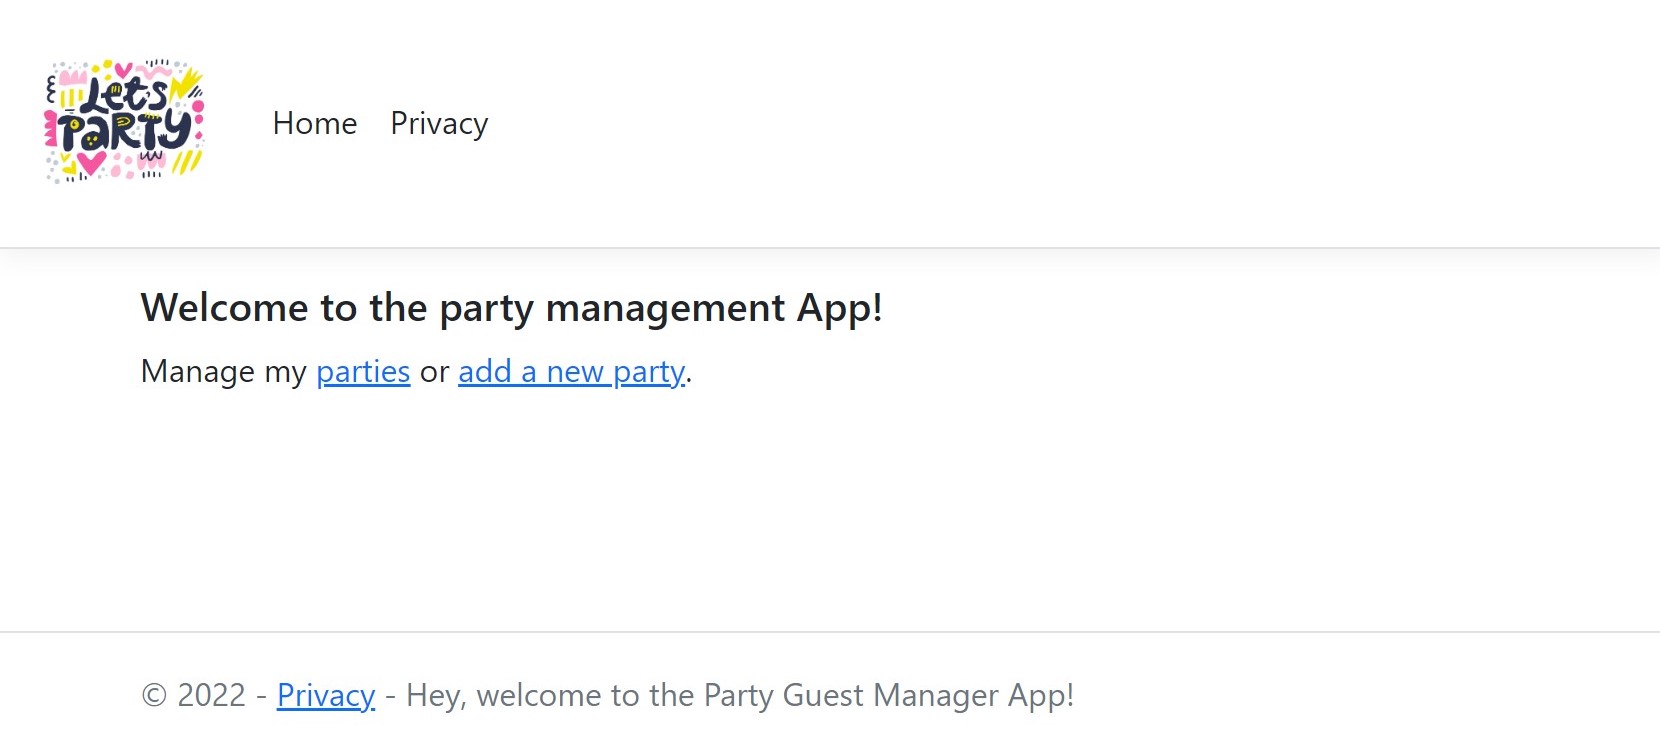 Lets
PARTY
Home Privacy
Welcome to the party management App!
Manage my parties or add a new party.
© 2022 - Privacy - Hey, welcome to the Party Guest Manager App!